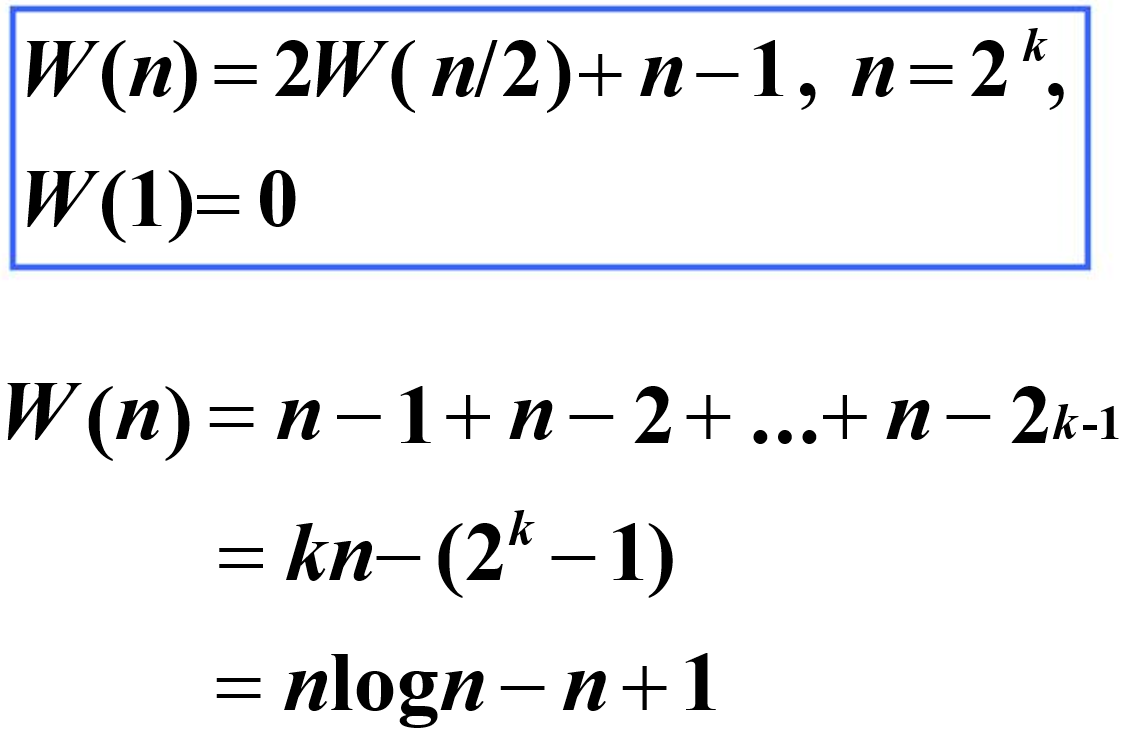 W(n) = 2W( n/2) + n − 1, n = 2^k,
W(1)= 0
W(n) = n − 1 + n − 2 + ... + n − 2k-1
= kn− (2^k − 1)
= nlogn − n + 1